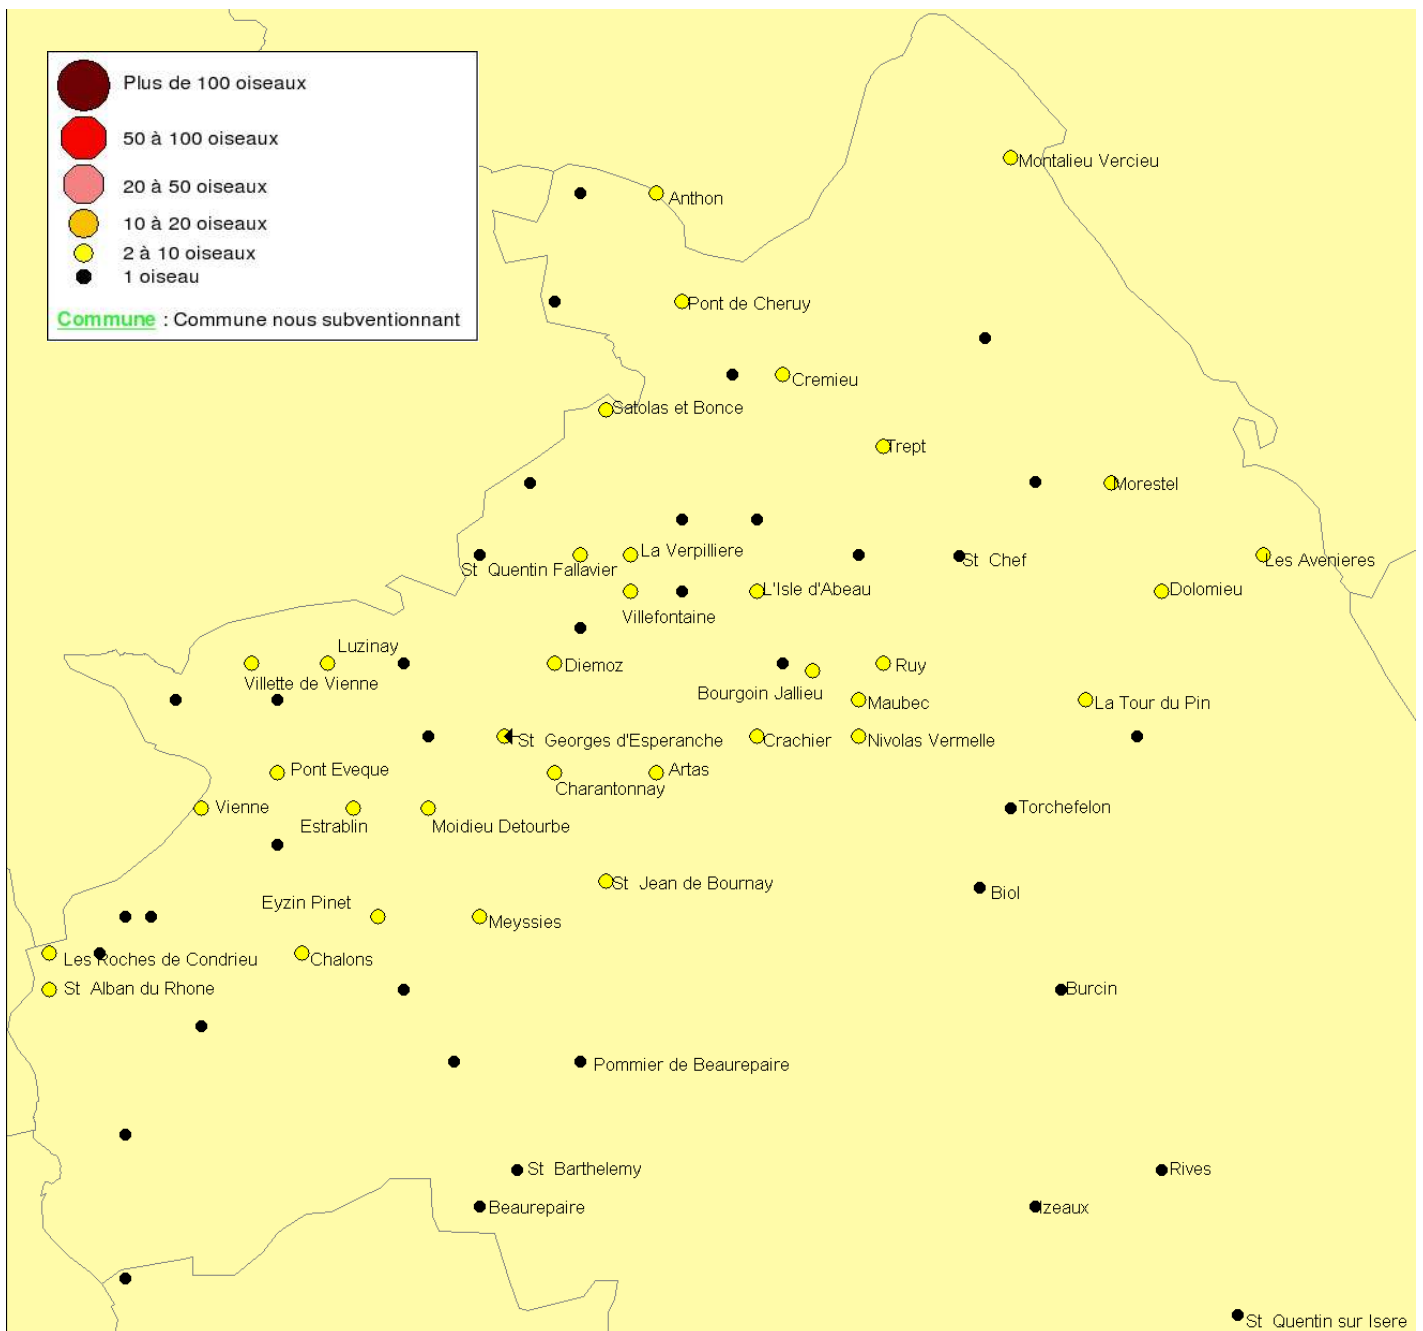 Plus de 100 oiseaux
50 à 100 oiseaux
20 à 50 oiseaux
10 à 20 oiseaux
2 à 10 oiseaux
1 oiseau
Commune : Commune nous subventionnant
Montalieu Vercieu
Anthon
Pont de Cheruy
Cremieu
Satolas et Bonce
Trept
Morestel
La Verpilliere
St Quentin Fallavier
St Chef
Les Avenieres
L'Isle d'Abeau
Dolomieu
Villefontaine
Luzinay
Diemoz
Ruy
Villette de Vienne
Bourgoin Jallieu
Maubec
La Tour du Pin
St Georges d'Esperanche
Crachier
Nivolas Vermelle
Pont Eveque
Artas
Charantonnay
Vienne
Torchefelon
Estrablin
Moidieu Detourbe
St Jean de Bournay
Biol
Eyzin Pinet
Meyssies
Les Roches de Condrieu
Chalons
St Alban du Rhone
Burcin
Pommier de Beaurepaire
St Barthelemy
Rives
Beaurepaire
Izeaux
St Quentin sur Isere